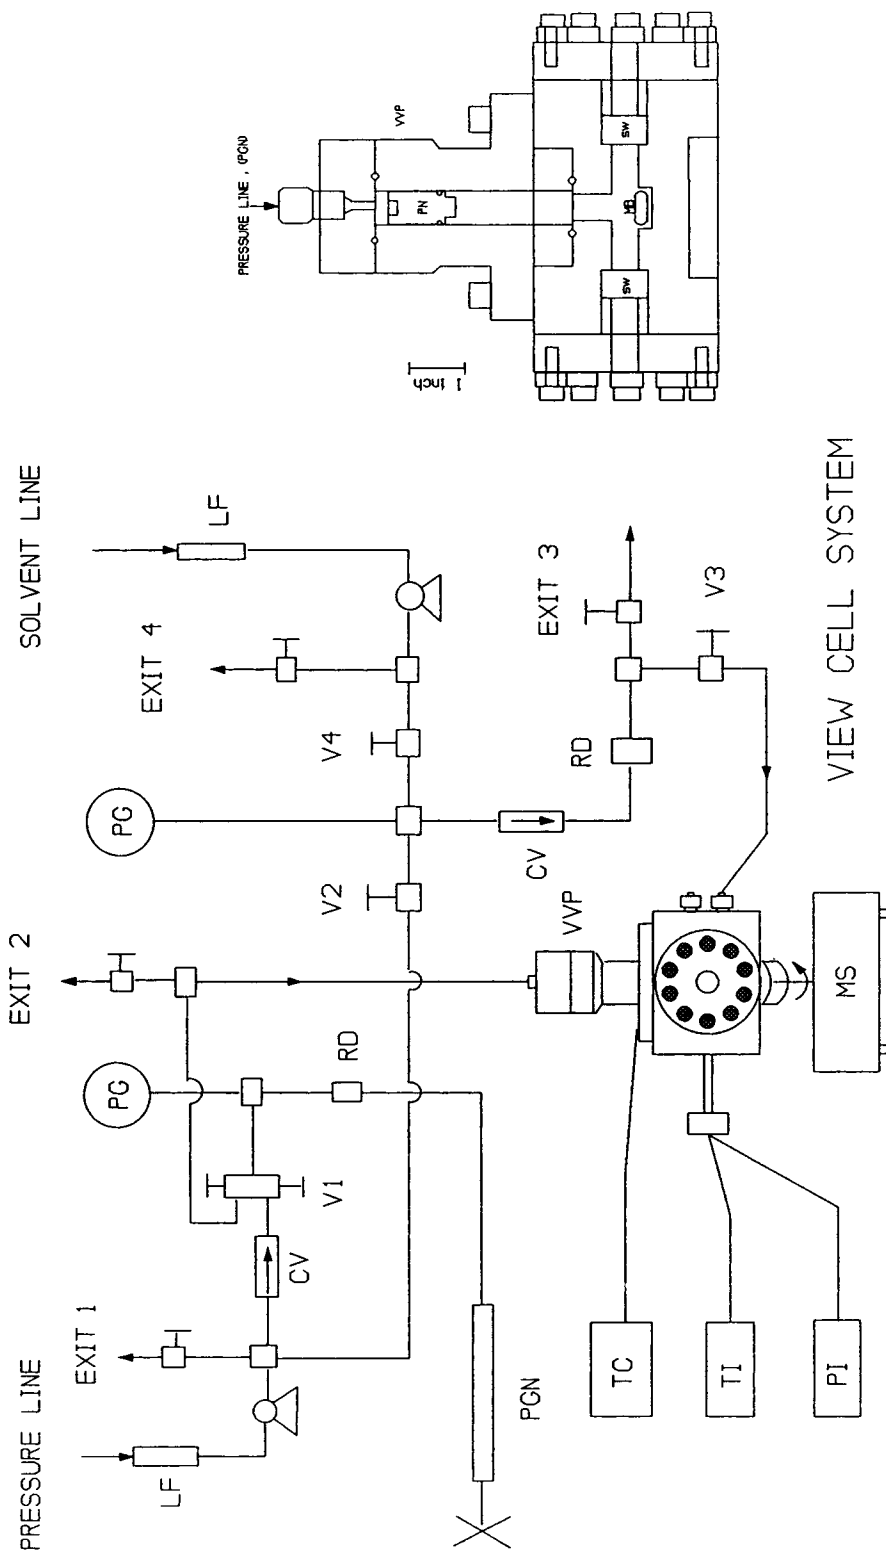 PRESSURE LINE
LF
EXIT 1
CV
V1
PG
RD
EXIT 2
V2
PG
V4
EXIT 4
SOLVENT LINE
LF
PGN
VVP
CV
RD
EXIT 3
V3
TC
TI
PI
MS
VIEW CELL SYSTEM
PRESSURE LINE , (PGN)
VVP
PN
SW
SW
MB
1 inch